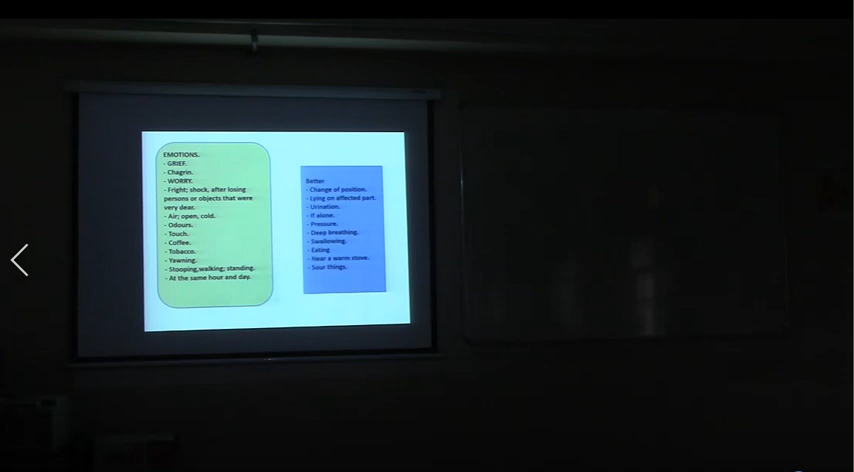 EMOTIONS.
- GRIEF.
- Chagrin.
- WORRY.
- Fright; shock, after losing
persons or objects that were
very dear.
- Air; open, cold.
- Odours.
- Touch.
- Coffee.
- Tobacco.
- Yawning.
- Stooping,walking; standing.
- At the same hour and day.
Better
- Change of position.
- Lying on affected part.
- Urination.
- If alone.
- Pressure.
- Deep breathing.
- Swallowing.
- Eating
- Near a warm stove.
- Sour things.